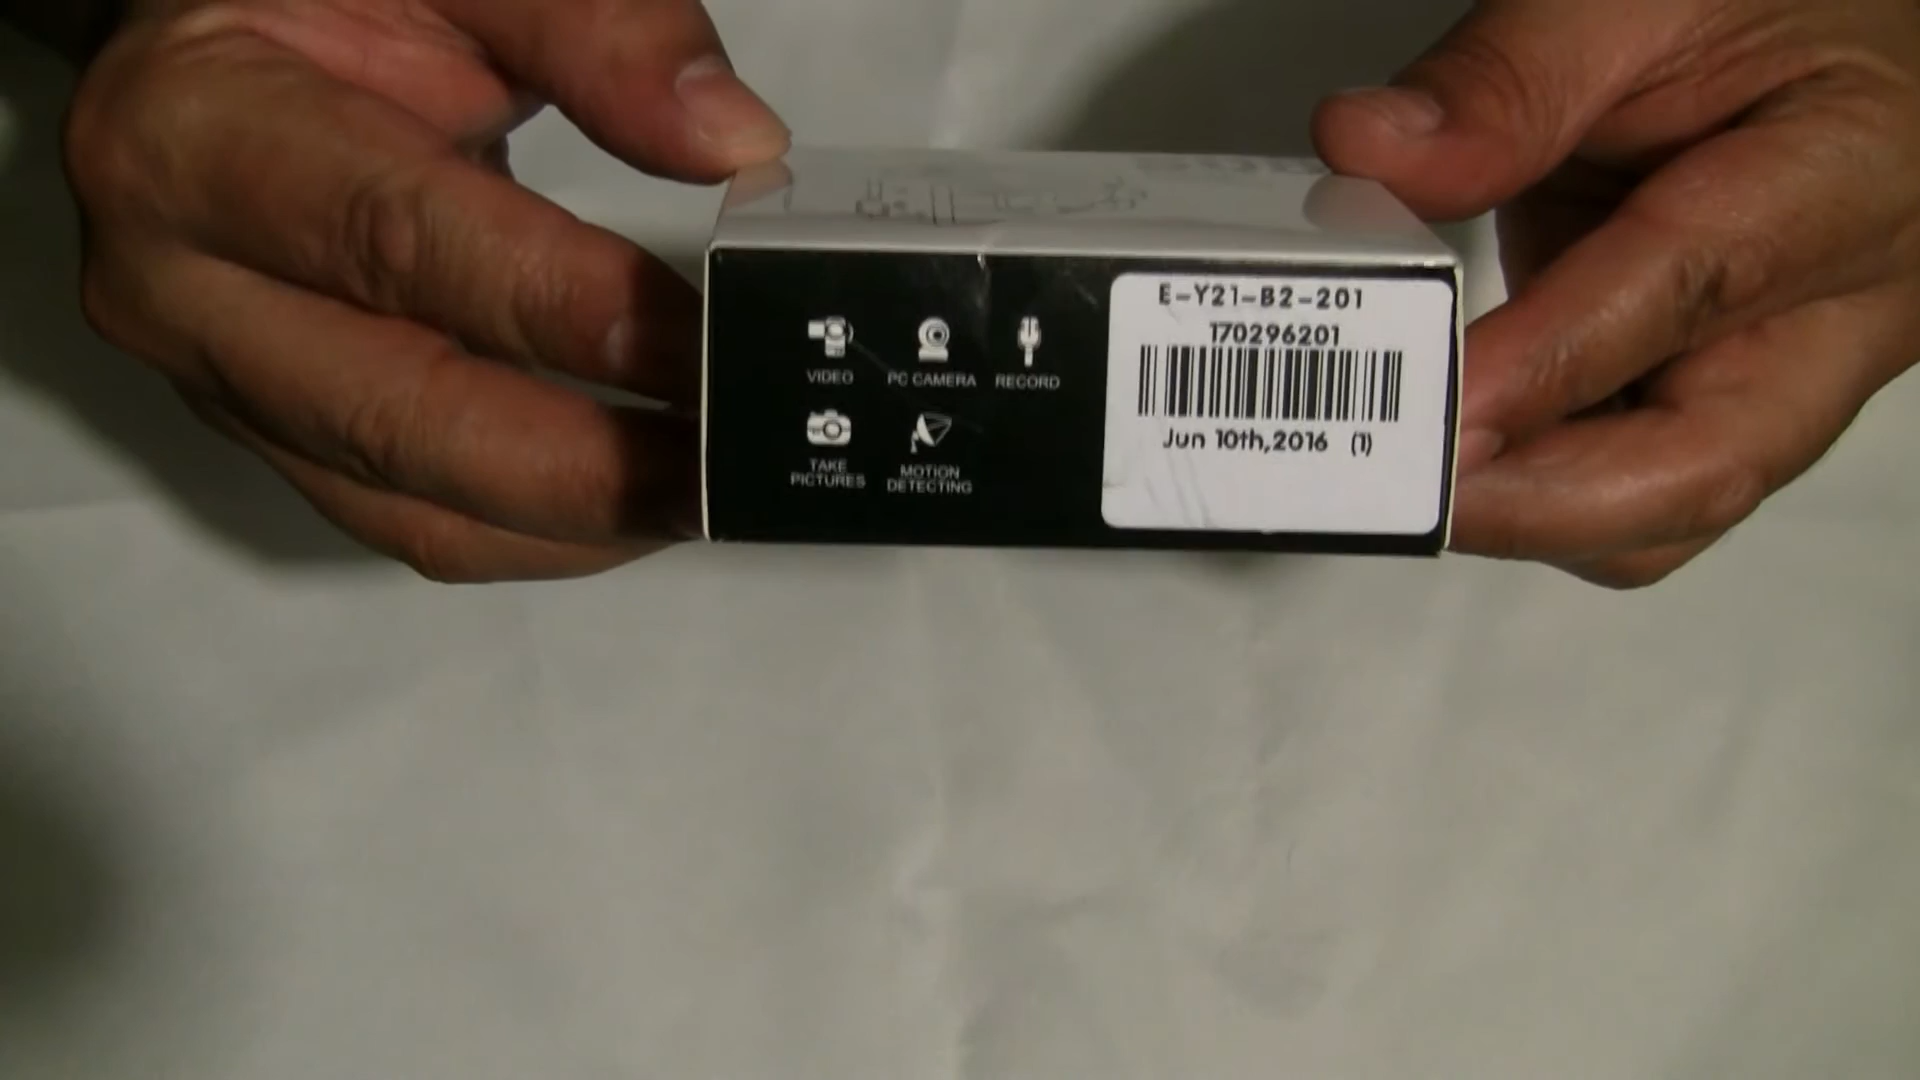 VIDEO
PC CAMERA
RECORD
TAKE
PICTURES
MOTION
DETECTING
E-Y21-B2-201
170296201
Jun 10th,2016 (1)